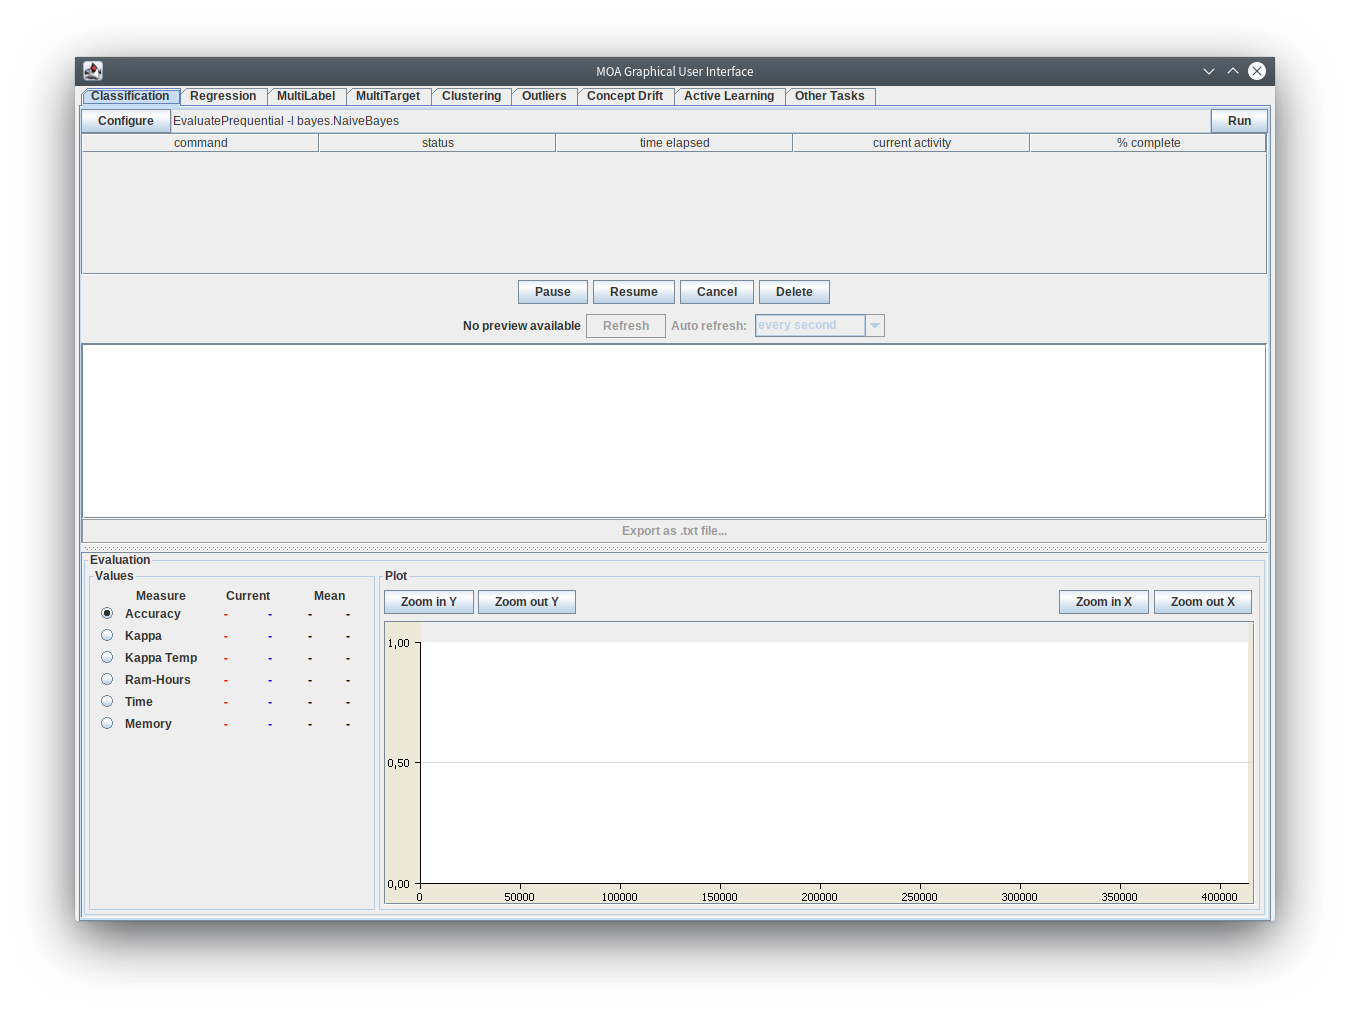 MOA Graphical User Interface
Classification Regression MultiLabel MultiTarget Clustering Outliers Concept Drift Active Learning Other Tasks
Configure EvaluatePrequential -l bayes.NaiveBayes Run
command status time elapsed current activity % complete
Pause Resume Cancel Delete
No preview available Refresh Auto refresh: every second
Export as .txt file...
Evaluation
Values
Measure Current Mean
Accuracy - - - -
Kappa - - - -
Kappa Temp - - - -
Ram-Hours - - - -
Time - - - -
Memory - - - -
Plot
Zoom in Y Zoom out Y Zoom in X Zoom out X
1,00
0,50
0,00
0 50000 100000 150000 200000 250000 300000 350000 400000